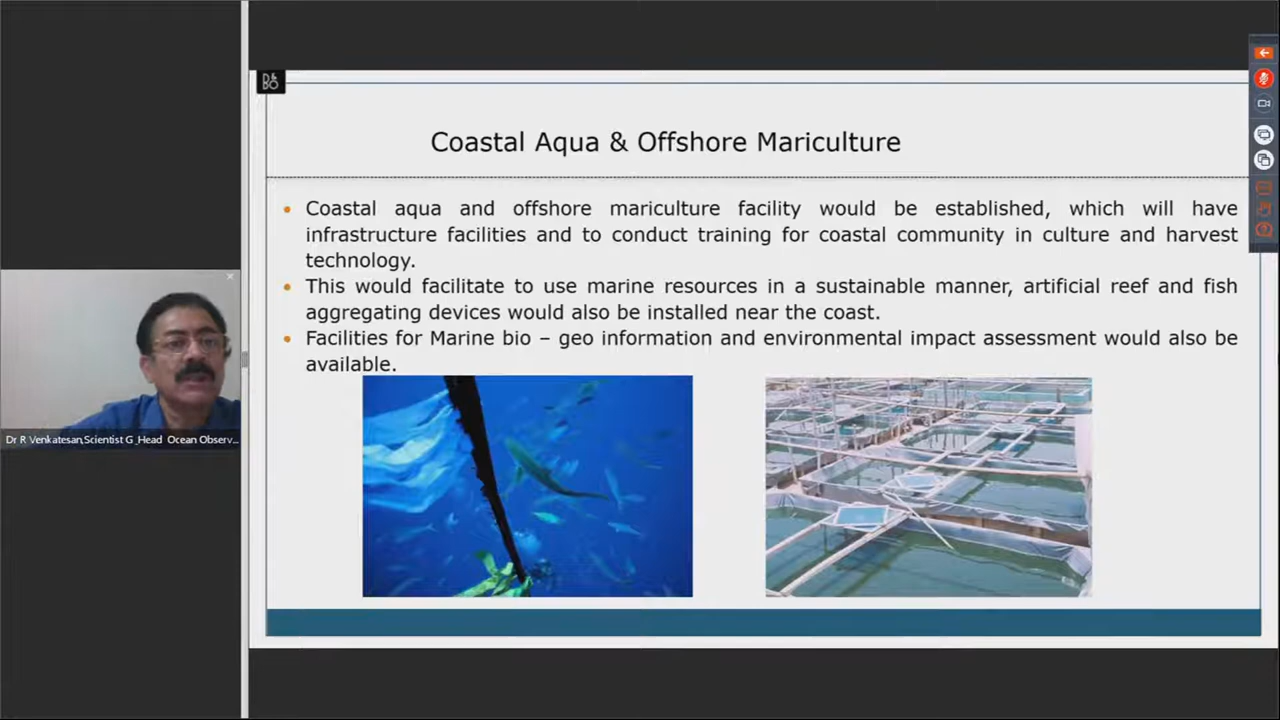 B&O
Coastal Aqua & Offshore Mariculture
Coastal aqua and offshore mariculture facility would be established, which will have
infrastructure facilities and to conduct training for coastal community in culture and harvest
technology.
This would facilitate to use marine resources in a sustainable manner, artificial reef and fish
aggregating devices would also be installed near the coast.
Facilities for Marine bio – geo information and environmental impact assessment would also be
available.
Dr R Venkatesan,Scientist G_Head Ocean Observ...